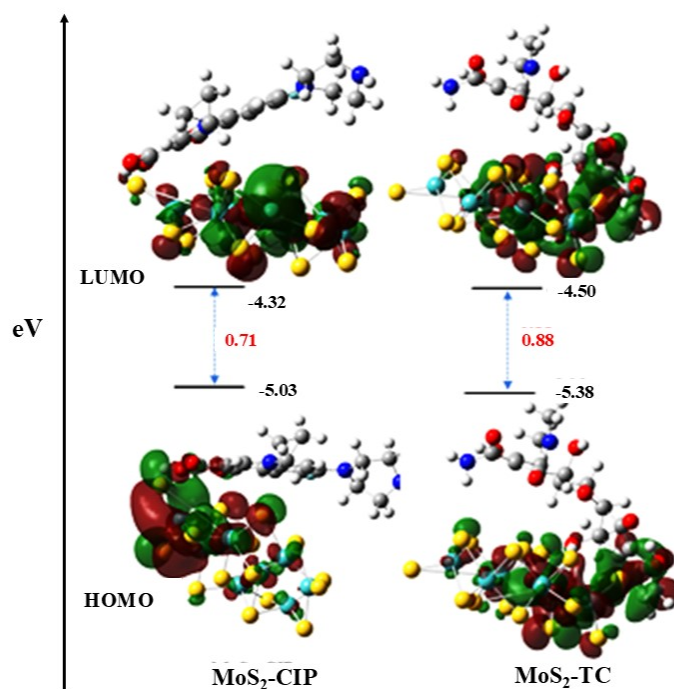 LUMO
-4.32
-4.50
eV
0.71
0.88
-5.03
-5.38
HOMO
MoS₂-CIP
MoS₂-TC